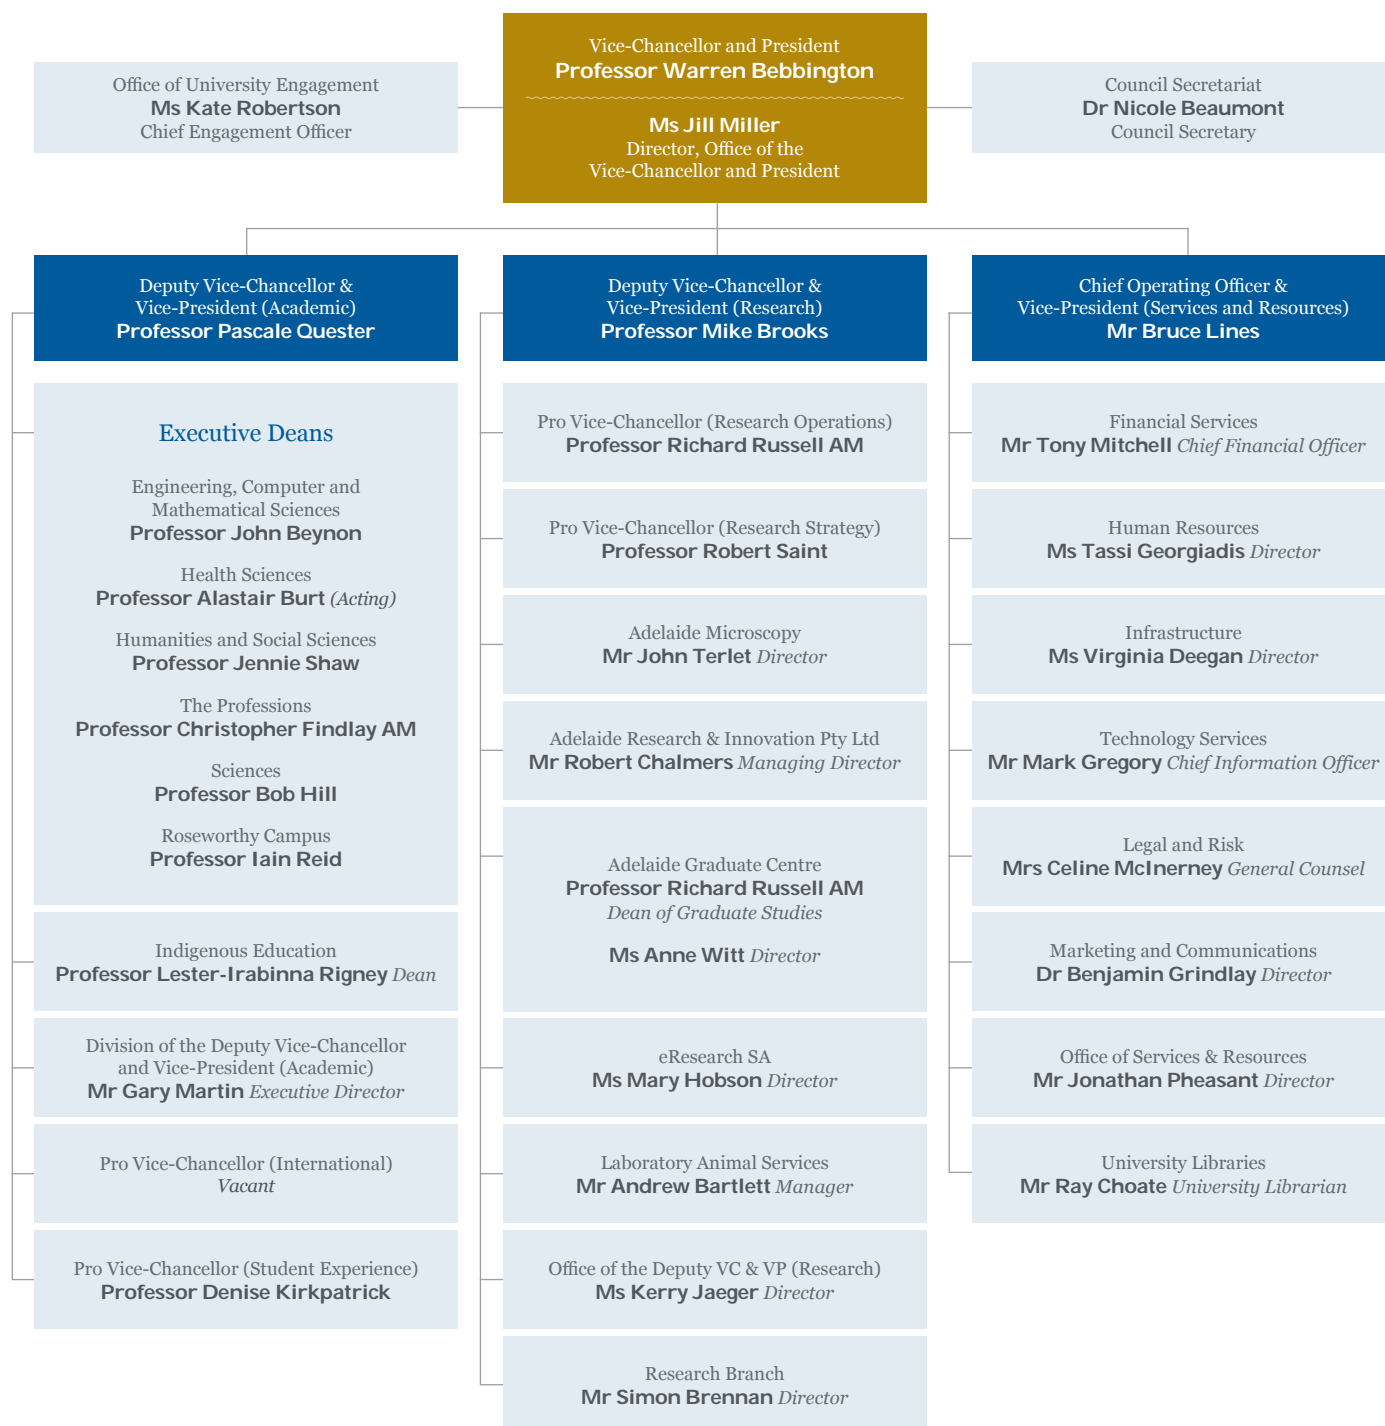 Vice-Chancellor and President
Professor Warren Bebbington
Ms Jill Miller
Director, Office of the
Vice-Chancellor and President
Office of University Engagement
Ms Kate Robertson
Chief Engagement Officer
Council Secretariat
Dr Nicole Beaumont
Council Secretary
Deputy Vice-Chancellor &
Vice-President (Academic)
Professor Pascale Quester
Executive Deans
Engineering, Computer and
Mathematical Sciences
Professor John Beynon
Health Sciences
Professor Alastair Burt (Acting)
Humanities and Social Sciences
Professor Jennie Shaw
The Professions
Professor Christopher Findlay AM
Sciences
Professor Bob Hill
Roseworthy Campus
Professor Iain Reid
Indigenous Education
Professor Lester-Irabinna Rigney Dean
Division of the Deputy Vice-Chancellor
and Vice-President (Academic)
Mr Gary Martin Executive Director
Pro Vice-Chancellor (International)
Vacant
Pro Vice-Chancellor (Student Experience)
Professor Denise Kirkpatrick
Deputy Vice-Chancellor &
Vice-President (Research)
Professor Mike Brooks
Pro Vice-Chancellor (Research Operations)
Professor Richard Russell AM
Pro Vice-Chancellor (Research Strategy)
Professor Robert Saint
Adelaide Microscopy
Mr John Terlet Director
Adelaide Research & Innovation Pty Ltd
Mr Robert Chalmers Managing Director
Adelaide Graduate Centre
Professor Richard Russell AM
Dean of Graduate Studies
Ms Anne Witt Director
eResearch SA
Ms Mary Hobson Director
Laboratory Animal Services
Mr Andrew Bartlett Manager
Office of the Deputy VC & VP (Research)
Ms Kerry Jaeger Director
Research Branch
Mr Simon Brennan Director
Chief Operating Officer &
Vice-President (Services and Resources)
Mr Bruce Lines
Financial Services
Mr Tony Mitchell Chief Financial Officer
Human Resources
Ms Tassi Georgiadis Director
Infrastructure
Ms Virginia Deegan Director
Technology Services
Mr Mark Gregory Chief Information Officer
Legal and Risk
Mrs Celine McInerney General Counsel
Marketing and Communications
Dr Benjamin Grindlay Director
Office of Services & Resources
Mr Jonathan Pheasant Director
University Libraries
Mr Ray Choate University Librarian